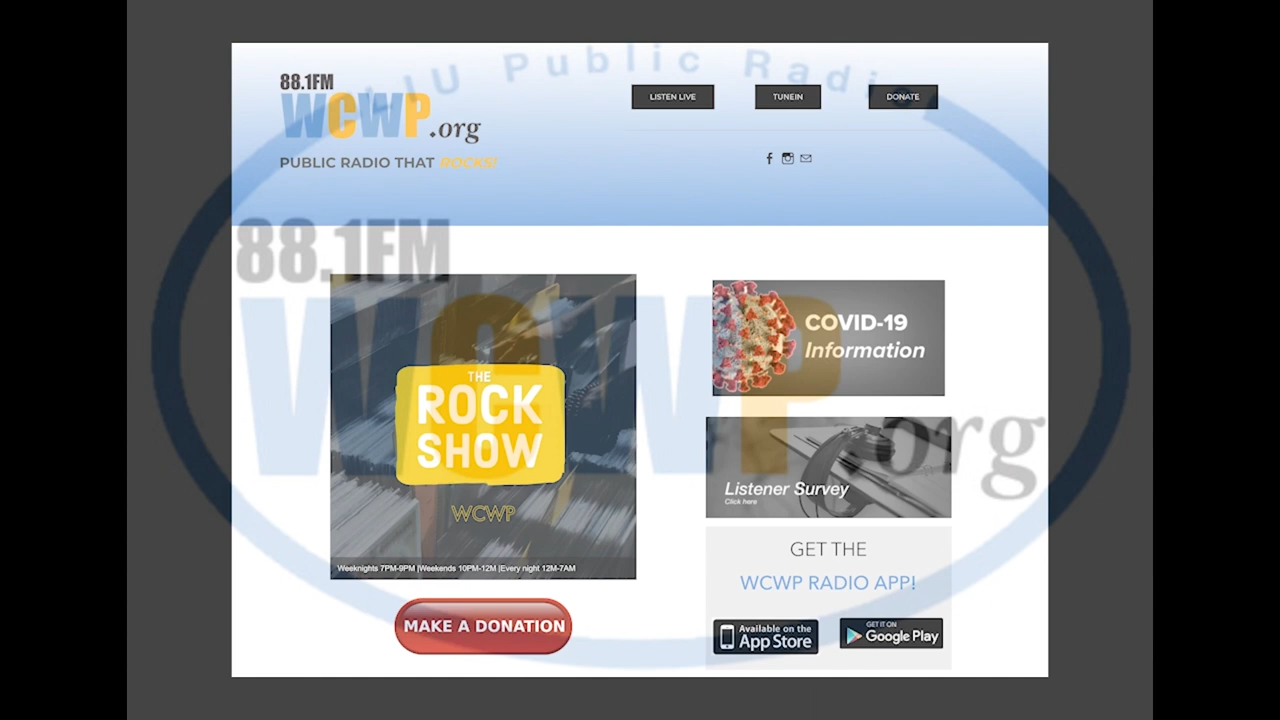 LIU Public Radio
88.1FM
WCWP.org
PUBLIC RADIO THAT ROCKS!
LISTEN LIVE
TUNEIN
DONATE
88.1FM
WCWP.org
THE
ROCK
SHOW
WCWP
Weeknights 7PM-9PM |Weekends 10PM-12M |Every night 12M-7AM
MAKE A DONATION
COVID-19
Information
Listener Survey
Click here
GET THE
WCWP RADIO APP!
Available on the
App Store
GET IT ON
Google Play